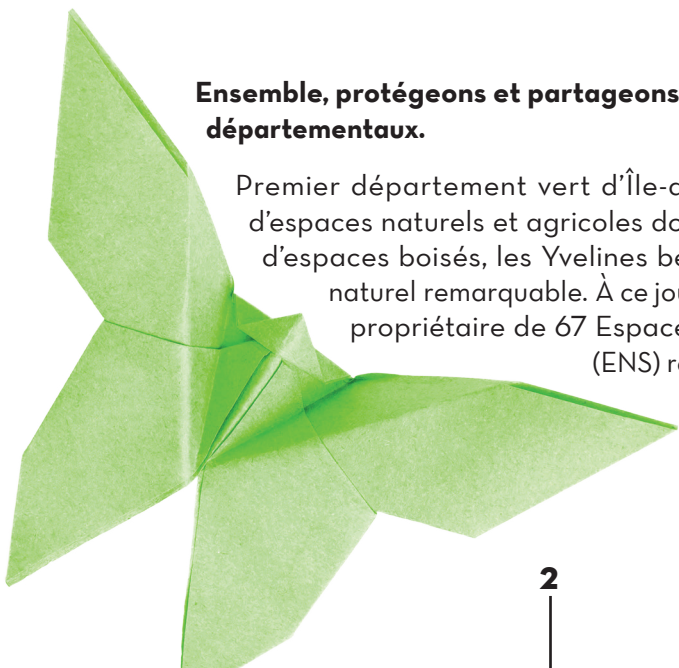 Ensemble, protégeons et partageons
départementaux.
Premier département vert d'Île-d
d'espaces naturels et agricoles do
d'espaces boisés, les Yvelines bé
naturel remarquable. À ce jou
propriétaire de 67 Espace
(ENS) r
2